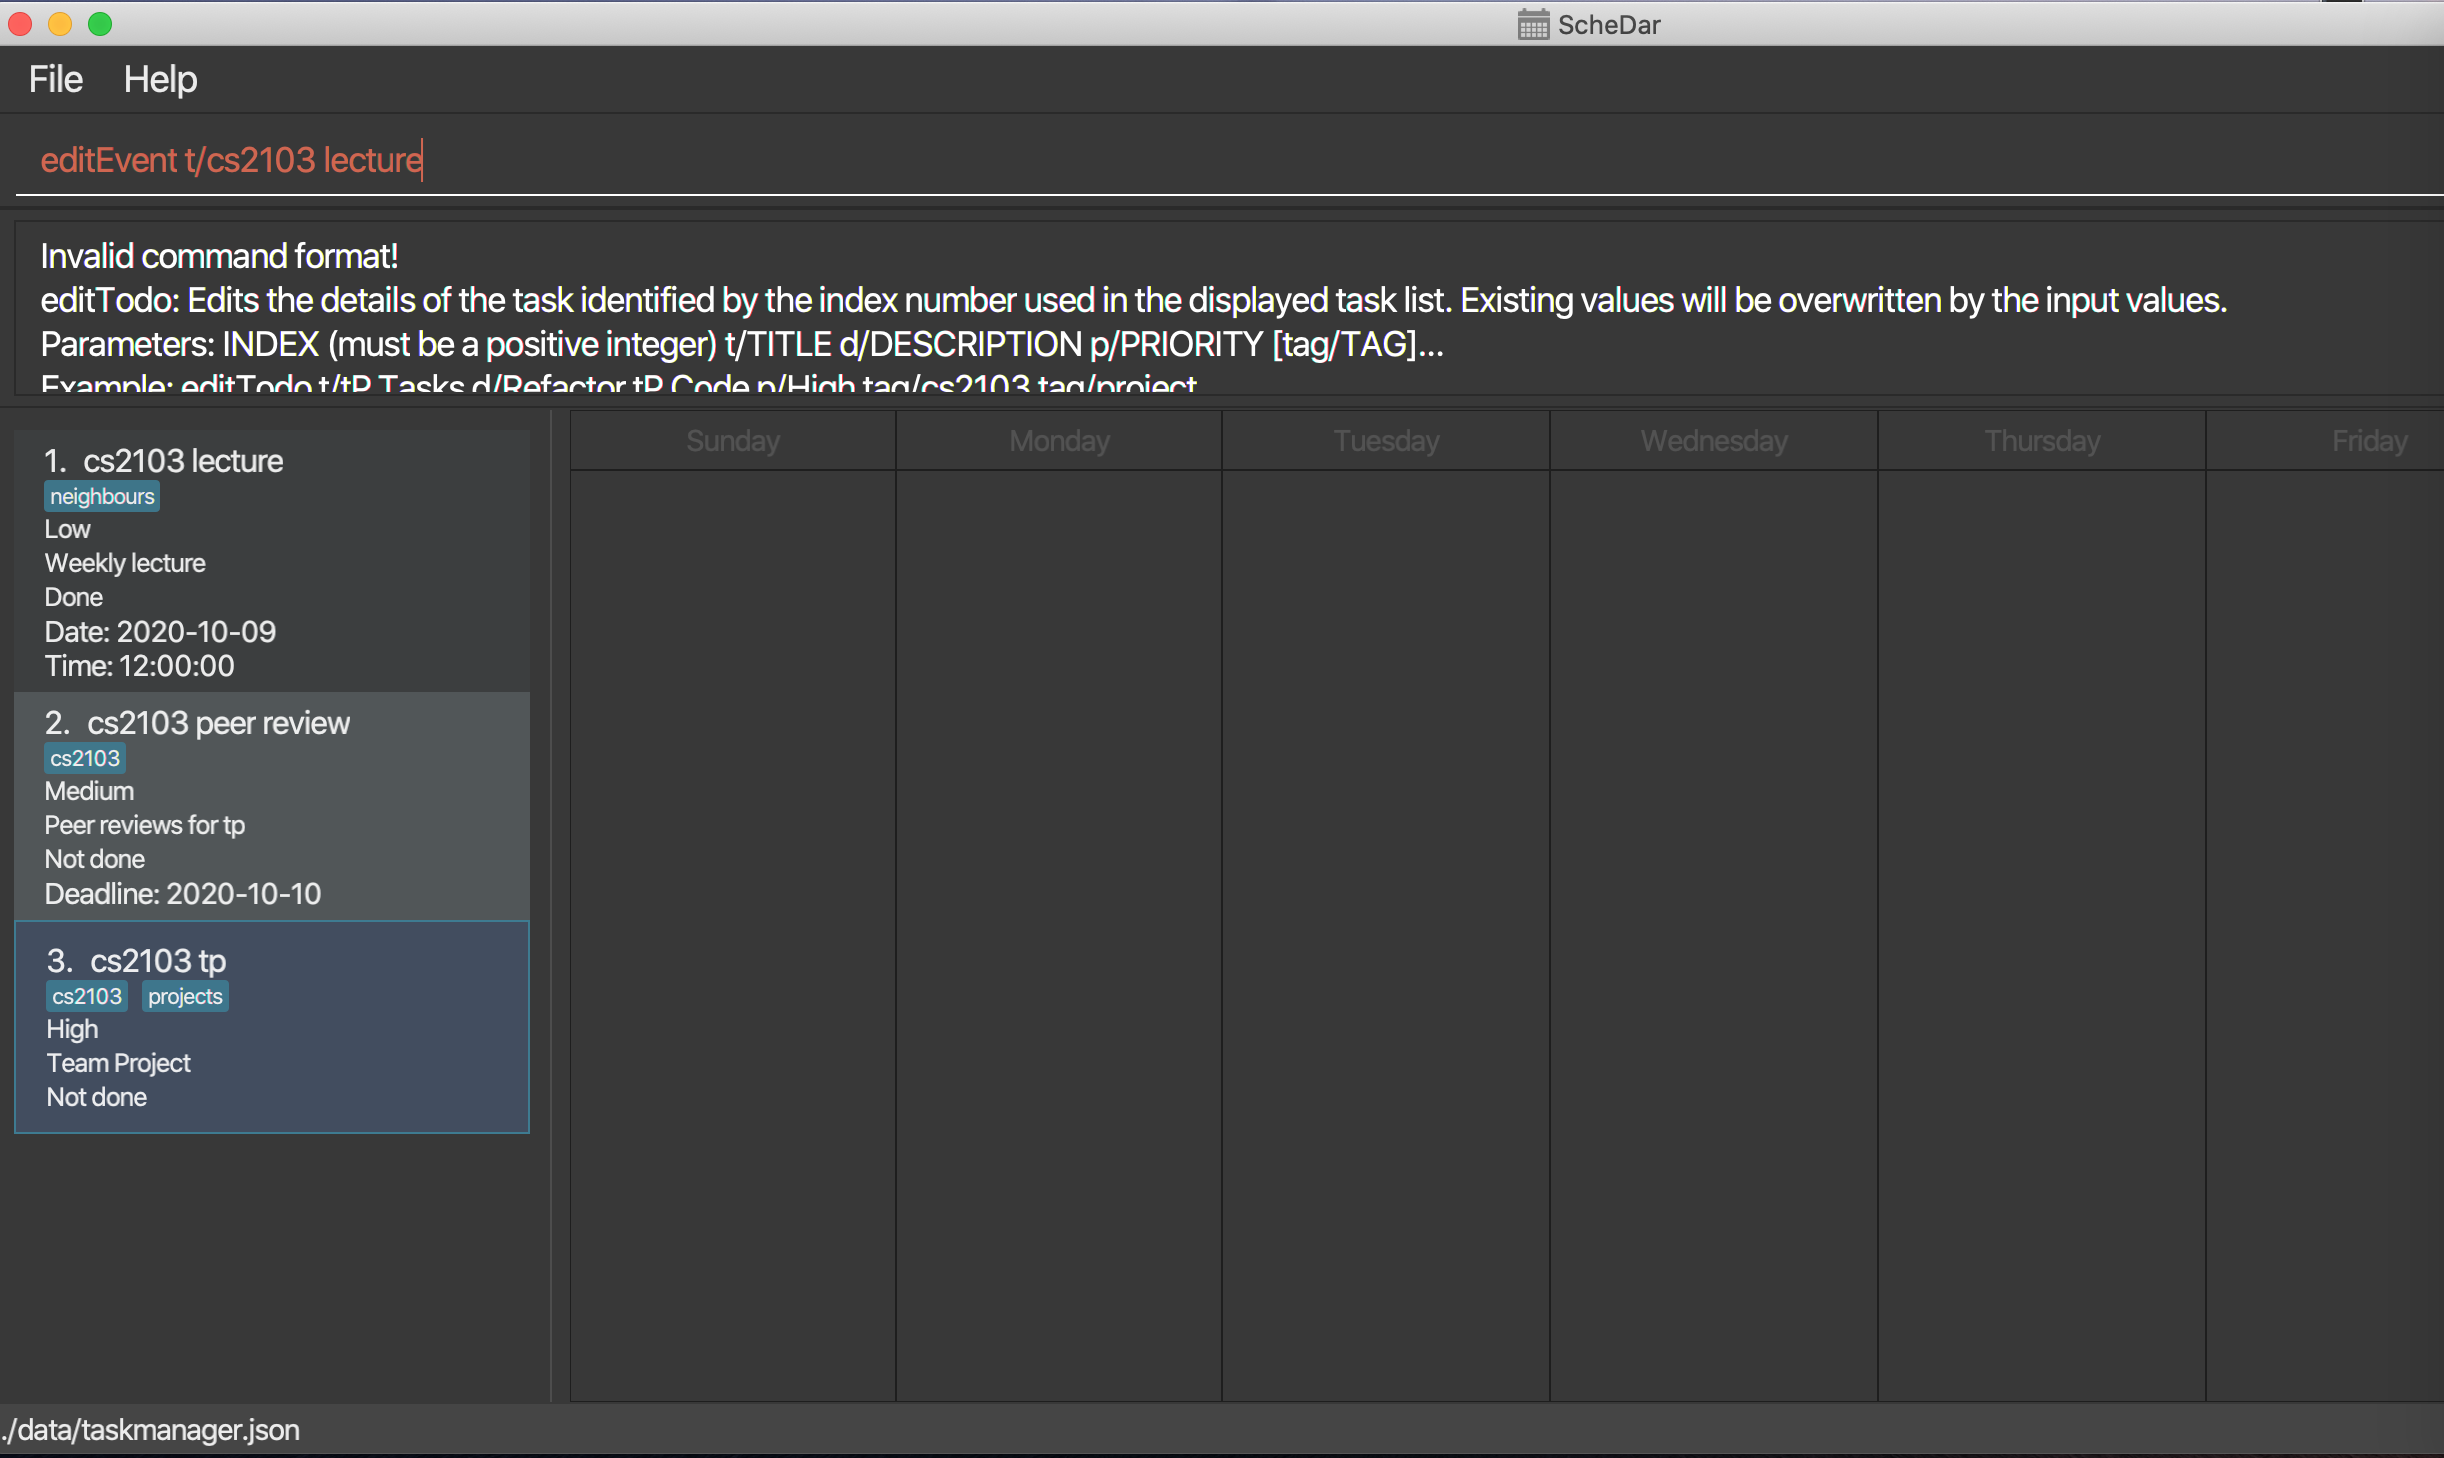 ScheDar
File Help
editEvent t/cs2103 lecture
Invalid command format!
editTodo: Edits the details of the task identified by the index number used in the displayed task list. Existing values will be overwritten by the input values.
Parameters: INDEX (must be a positive integer) t/TITLE d/DESCRIPTION p/PRIORITY [tag/TAG]...
Example: editTodo t/tP Tasks d/Refactor tP Code p/High tag/cs2103 tag/project
1. cs2103 lecture
neighbours
Low
Weekly lecture
Done
Date: 2020-10-09
Time: 12:00:00
2. cs2103 peer review
cs2103
Medium
Peer reviews for tp
Not done
Deadline: 2020-10-10
3. cs2103 tp
cs2103 projects
High
Team Project
Not done
Sunday Monday Tuesday Wednesday Thursday Friday
./data/taskmanager.json